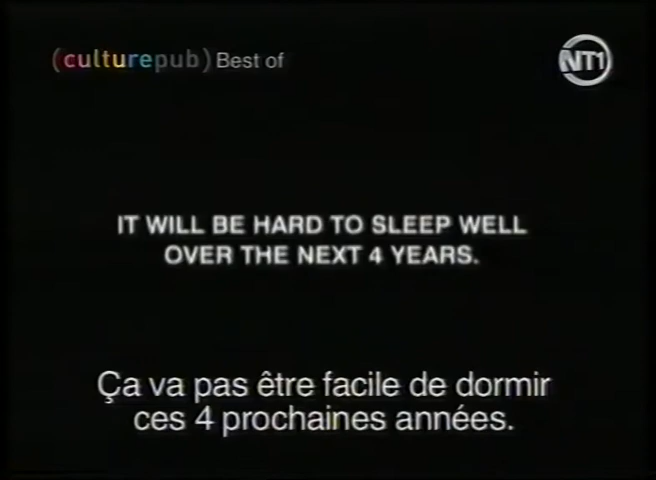 (culturepub) Best of
NT1
IT WILL BE HARD TO SLEEP WELL
OVER THE NEXT 4 YEARS.
Ça va pas être facile de dormir
ces 4 prochaines années.